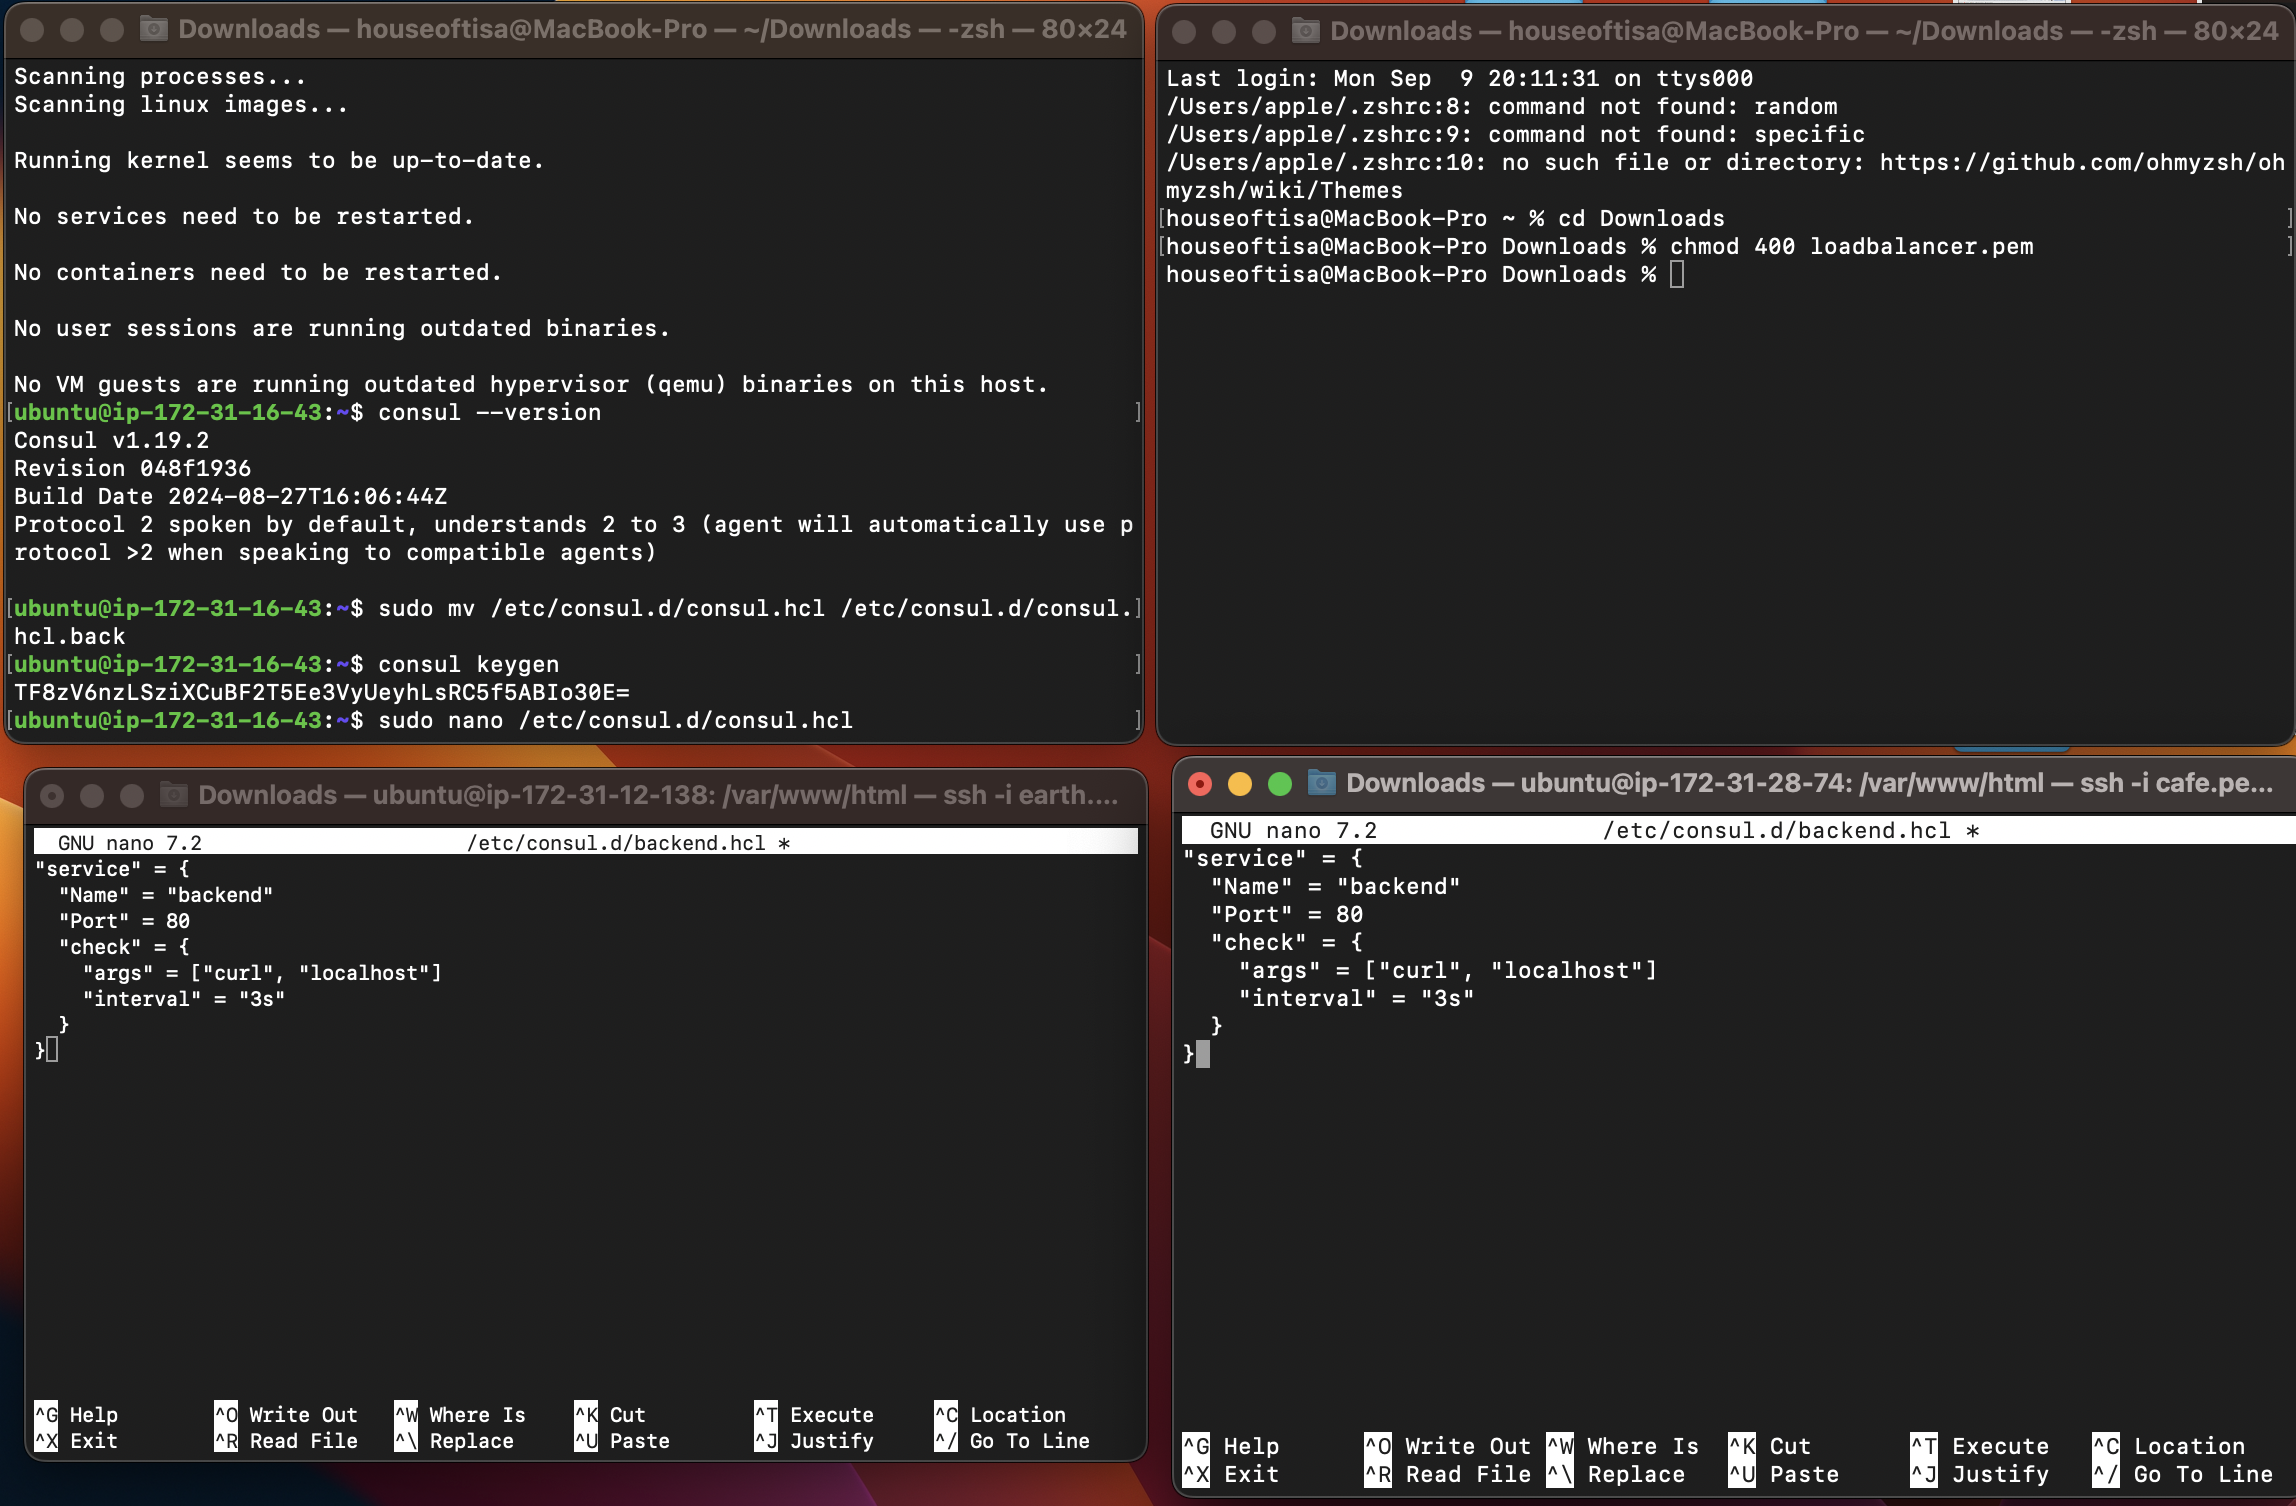 Downloads — houseoftisa@MacBook-Pro — ~/Downloads — -zsh — 80×24
Scanning processes...
Scanning linux images...
Running kernel seems to be up-to-date.
No services need to be restarted.
No containers need to be restarted.
No user sessions are running outdated binaries.
No VM guests are running outdated hypervisor (qemu) binaries on this host.
[ubuntu@ip-172-31-16-43:~$ consul --version ]
Consul v1.19.2
Revision 048f1936
Build Date 2024-08-27T16:06:44Z
Protocol 2 spoken by default, understands 2 to 3 (agent will automatically use p
rotocol >2 when speaking to compatible agents)
[ubuntu@ip-172-31-16-43:~$ sudo mv /etc/consul.d/consul.hcl /etc/consul.d/consul.]
hcl.back
[ubuntu@ip-172-31-16-43:~$ consul keygen ]
TF8zV6nzLSziXCuBF2T5Ee3VyUeyhLsRC5f5ABIo30E=
[ubuntu@ip-172-31-16-43:~$ sudo nano /etc/consul.d/consul.hcl ]
Downloads — houseoftisa@MacBook-Pro — ~/Downloads — -zsh — 80×24
Last login: Mon Sep  9 20:11:31 on ttys000
/Users/apple/.zshrc:8: command not found: random
/Users/apple/.zshrc:9: command not found: specific
/Users/apple/.zshrc:10: no such file or directory: https://github.com/ohmyzsh/oh
myzsh/wiki/Themes
[houseoftisa@MacBook-Pro ~ % cd Downloads ]
[houseoftisa@MacBook-Pro Downloads % chmod 400 loadbalancer.pem ]
houseoftisa@MacBook-Pro Downloads %
Downloads — ubuntu@ip-172-31-12-138: /var/www/html — ssh -i earth....
GNU nano 7.2 /etc/consul.d/backend.hcl *
"service" = {
  "Name" = "backend"
  "Port" = 80
  "check" = {
    "args" = ["curl", "localhost"]
    "interval" = "3s"
  }
}
^G Help ^O Write Out ^W Where Is ^K Cut ^T Execute ^C Location
^X Exit ^R Read File ^\ Replace ^U Paste ^J Justify ^/ Go To Line
Downloads — ubuntu@ip-172-31-28-74: /var/www/html — ssh -i cafe.pe...
GNU nano 7.2 /etc/consul.d/backend.hcl *
"service" = {
  "Name" = "backend"
  "Port" = 80
  "check" = {
    "args" = ["curl", "localhost"]
    "interval" = "3s"
  }
}
^G Help ^O Write Out ^W Where Is ^K Cut ^T Execute ^C Location
^X Exit ^R Read File ^\ Replace ^U Paste ^J Justify ^/ Go To Line